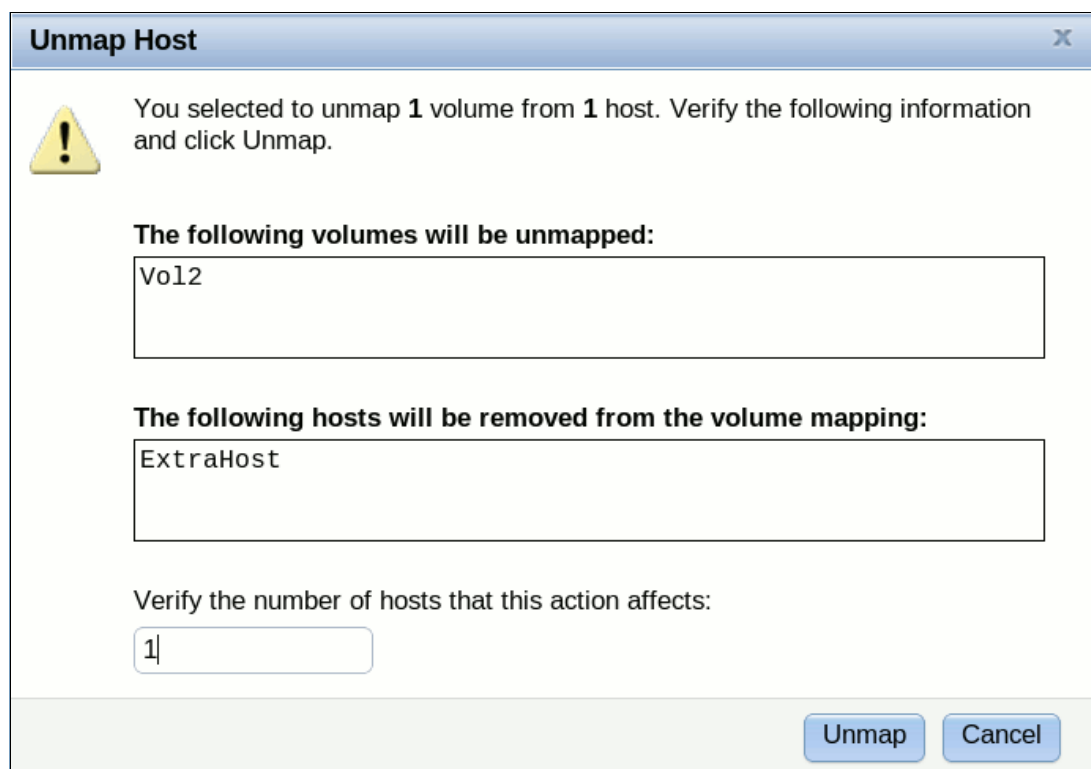 Unmap Host
x
You selected to unmap 1 volume from 1 host. Verify the following information
and click Unmap.
The following volumes will be unmapped:
Vol2
The following hosts will be removed from the volume mapping:
ExtraHost
Verify the number of hosts that this action affects:
1
Unmap Cancel